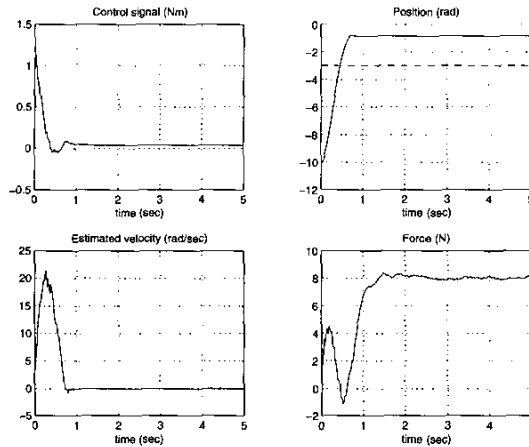 Control signal (Nm)
1.5
1
0.5
0
-0.5
0 1 2 3 4 5
time (sec)
Position (rad)
0
-2
-4
-6
-8
-10
-12
0 1 2 3 4 5
time (sec)
Estimated velocity (rad/sec)
25
20
15
10
5
0
-5
0 1 2 3 4 5
time (sec)
Force (N)
10
8
6
4
2
0
-2
0 1 2 3 4 5
time (sec)